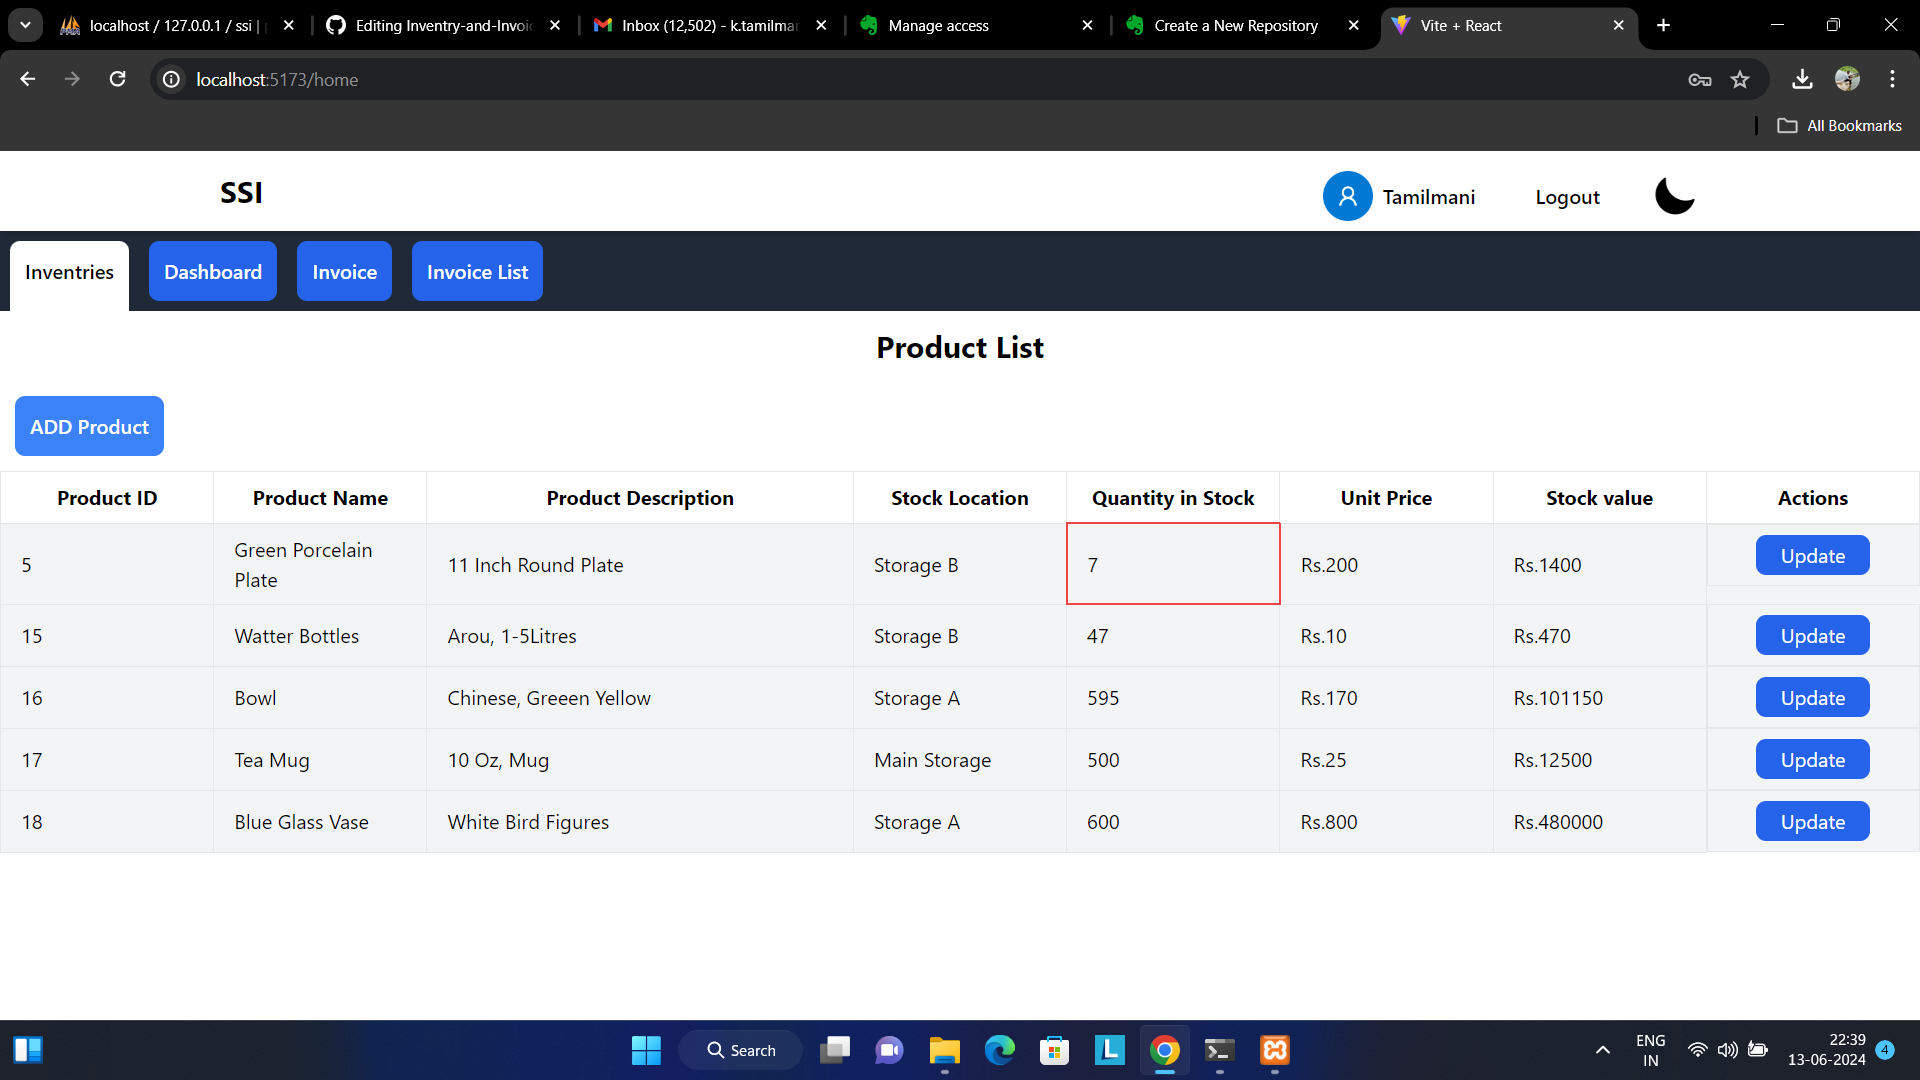 localhost / 127.0.0.1 / ssi |
Editing Inventry-and-Invoic
Inbox (12,502) - k.tamilmar
Manage access
Create a New Repository
Vite + React
localhost:5173/home
All Bookmarks
SSI
Tamilmani
Logout
Inventries
Dashboard
Invoice
Invoice List
Product List
ADD Product
Product ID Product Name Product Description Stock Location Quantity in Stock Unit Price Stock value Actions
5 Green Porcelain Plate 11 Inch Round Plate Storage B 7 Rs.200 Rs.1400 Update
15 Watter Bottles Arou, 1-5Litres Storage B 47 Rs.10 Rs.470 Update
16 Bowl Chinese, Greeen Yellow Storage A 595 Rs.170 Rs.101150 Update
17 Tea Mug 10 Oz, Mug Main Storage 500 Rs.25 Rs.12500 Update
18 Blue Glass Vase White Bird Figures Storage A 600 Rs.800 Rs.480000 Update
Search
L
ENG
IN
22:39
13-06-2024
4